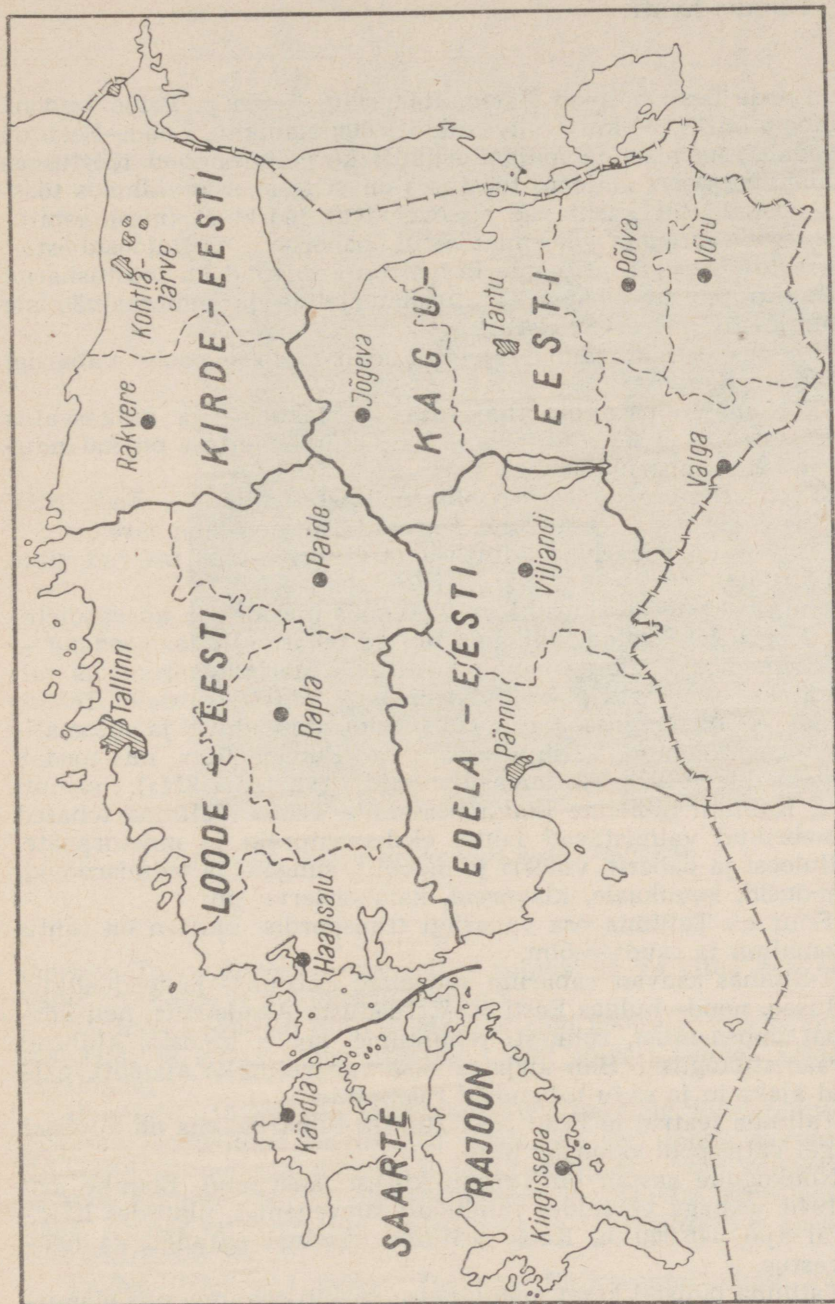 Tallinn
Rakvere
Kohtla-
Järve
LOODE – EESTI
KIRDE – EESTI
Kärdla
Haapsalu
Rapla
Paide
Jõgeva
SAARTE
RAJOON
EDELA – EESTI
KAGU –
EESTI
Kingissepa
Pärnu
Viljandi
Tartu
Põlva
Valga
Võru